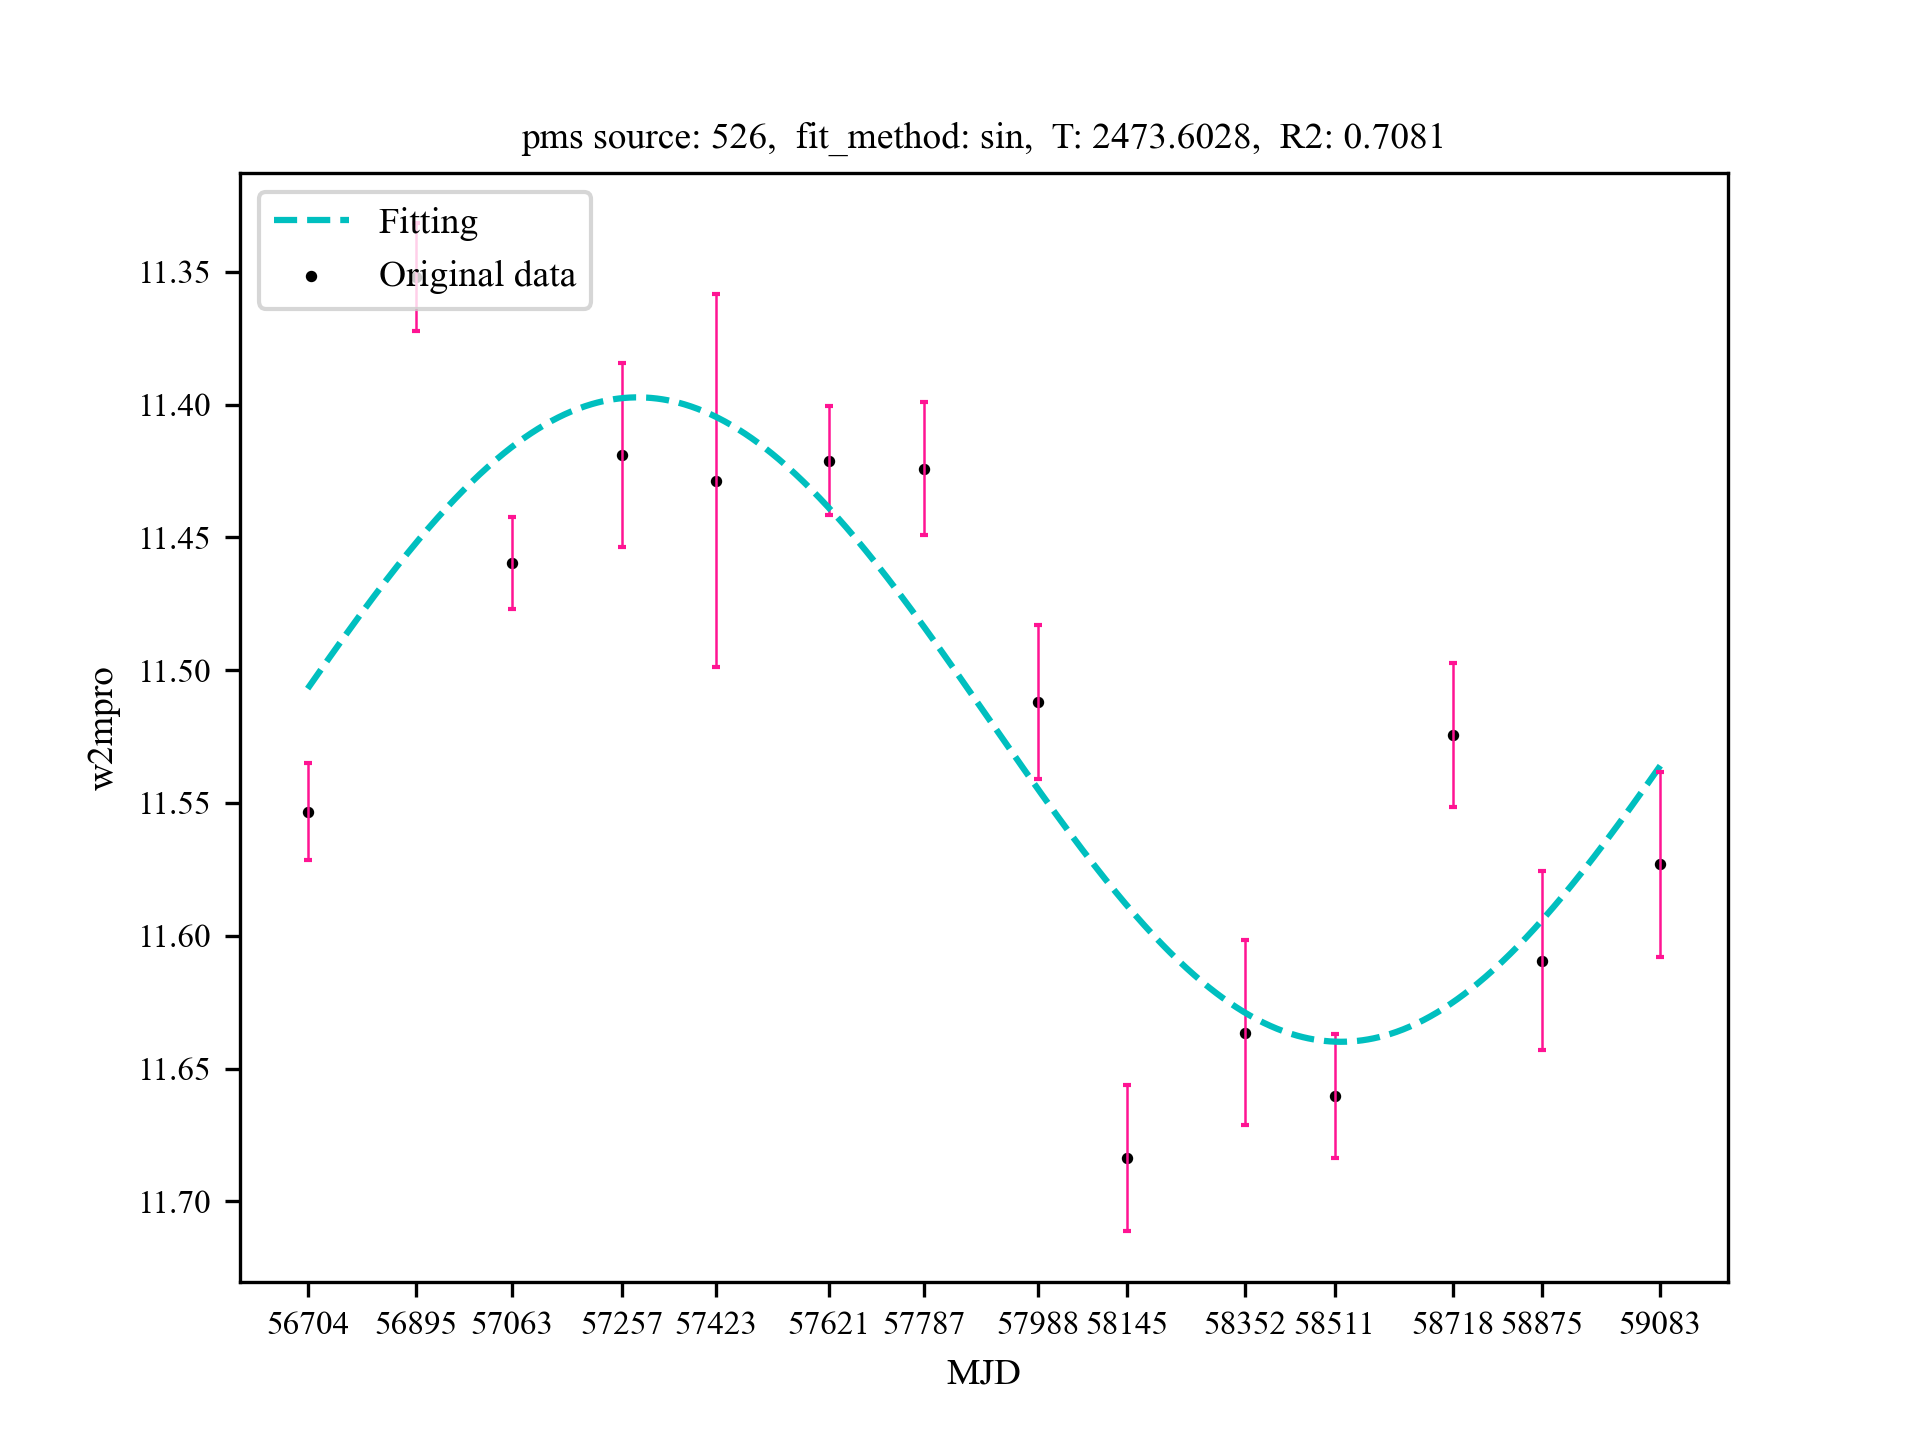 pms source: 526, fit_method: sin, T: 2473.6028, R2: 0.7081
Fitting
Original data
11.35
11.40
11.45
11.50
11.55
11.60
11.65
11.70
w2mpro
56704 56895 57063 57257 57423 57621 57787 57988 58145 58352 58511 58718 58875 59083
MJD